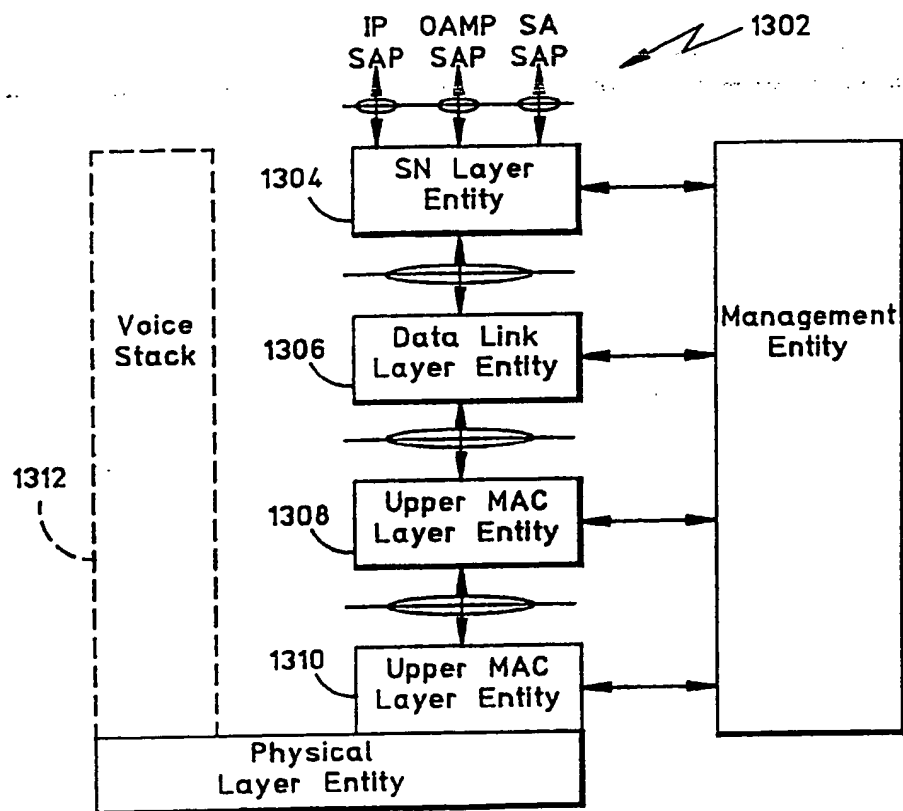 IP OAMP SA
SAP SAP SAP
1302
1304
SN Layer
Entity
Voice
Stack
1306
Data Link
Layer Entity
Management
Entity
1312
1308
Upper MAC
Layer Entity
1310
Upper MAC
Layer Entity
Physical
Layer Entity